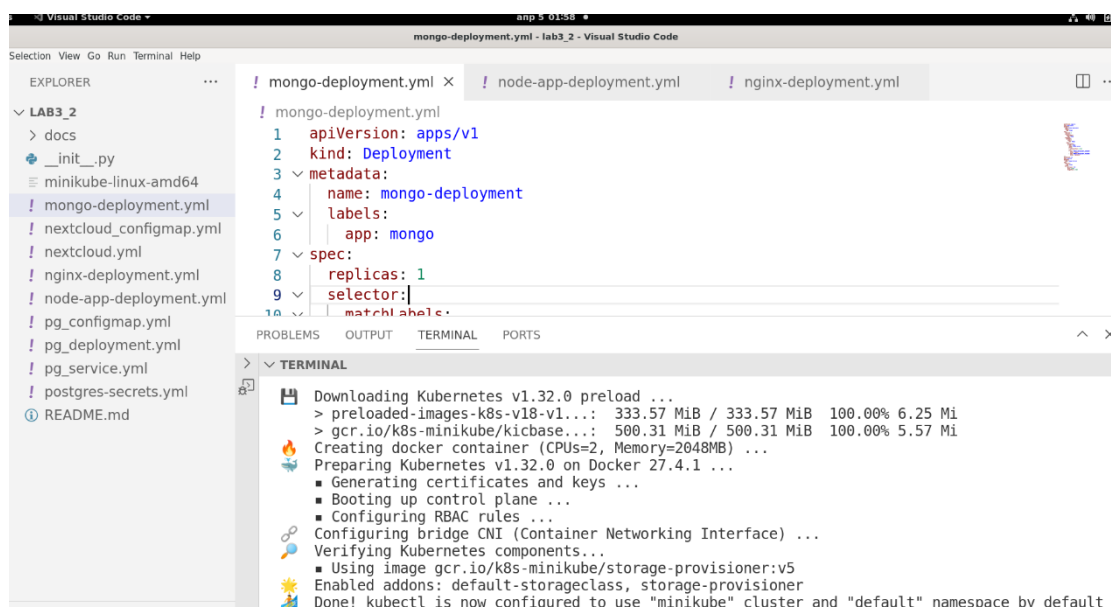 Visual Studio Code
апр 5 01:58
mongo-deployment.yml - lab3_2 - Visual Studio Code
Selection View Go Run Terminal Help
EXPLORER
LAB3_2
docs
__init__.py
minikube-linux-amd64
mongo-deployment.yml
nextcloud_configmap.yml
nextcloud.yml
nginx-deployment.yml
node-app-deployment.yml
pg_configmap.yml
pg_deployment.yml
pg_service.yml
postgres-secrets.yml
README.md
mongo-deployment.yml node-app-deployment.yml nginx-deployment.yml
mongo-deployment.yml
1 apiVersion: apps/v1
2 kind: Deployment
3 metadata:
4 name: mongo-deployment
5 labels:
6 app: mongo
7 spec:
8 replicas: 1
9 selector:
10 matchLabels:
PROBLEMS OUTPUT TERMINAL PORTS
TERMINAL
Downloading Kubernetes v1.32.0 preload ...
> preloaded-images-k8s-v18-v1...: 333.57 MiB / 333.57 MiB 100.00% 6.25 Mi
> gcr.io/k8s-minikube/kicbase...: 500.31 MiB / 500.31 MiB 100.00% 5.57 Mi
Creating docker container (CPUs=2, Memory=2048MB) ...
Preparing Kubernetes v1.32.0 on Docker 27.4.1 ...
▪ Generating certificates and keys ...
▪ Booting up control plane ...
▪ Configuring RBAC rules ...
Configuring bridge CNI (Container Networking Interface) ...
Verifying Kubernetes components...
▪ Using image gcr.io/k8s-minikube/storage-provisioner:v5
Enabled addons: default-storageclass, storage-provisioner
Done! kubectl is now configured to use "minikube" cluster and "default" namespace by default